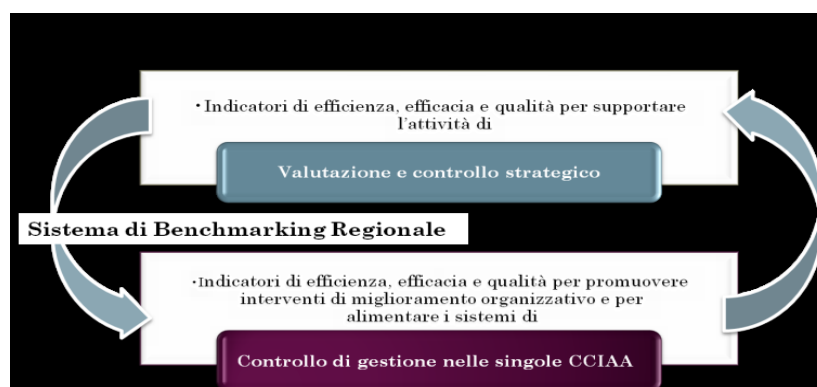 • Indicatori di efficienza, efficacia e qualità per supportare
l'attività di
Valutazione e controllo strategico
Sistema di Benchmarking Regionale
•Indicatori di efficienza, efficacia e qualità per promuovere
interventi di miglioramento organizzativo e per
alimentare i sistemi di
Controllo di gestione nelle singole CCIAA